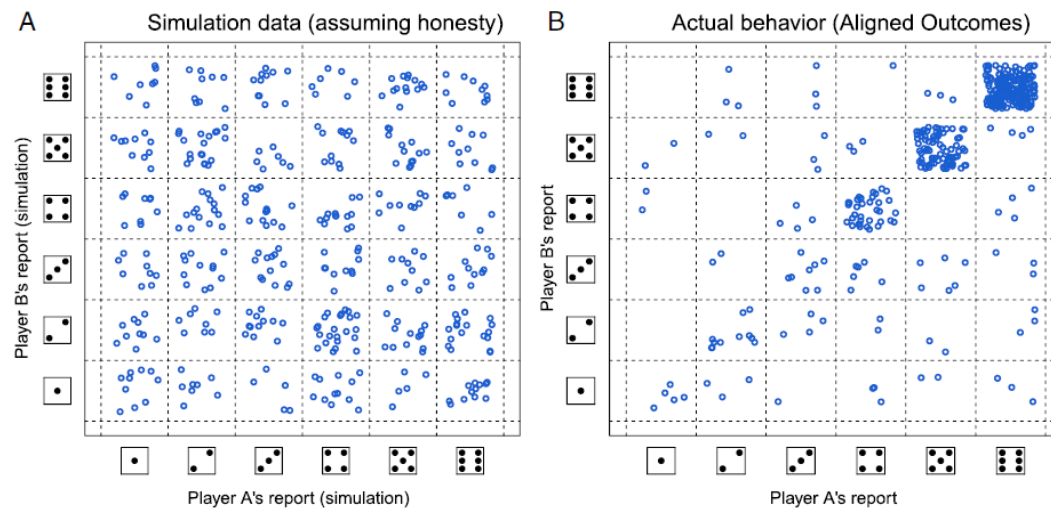 A Simulation data (assuming honesty)
Player B's report (simulation)
Player A's report (simulation)
B Actual behavior (Aligned Outcomes)
Player B's report
Player A's report